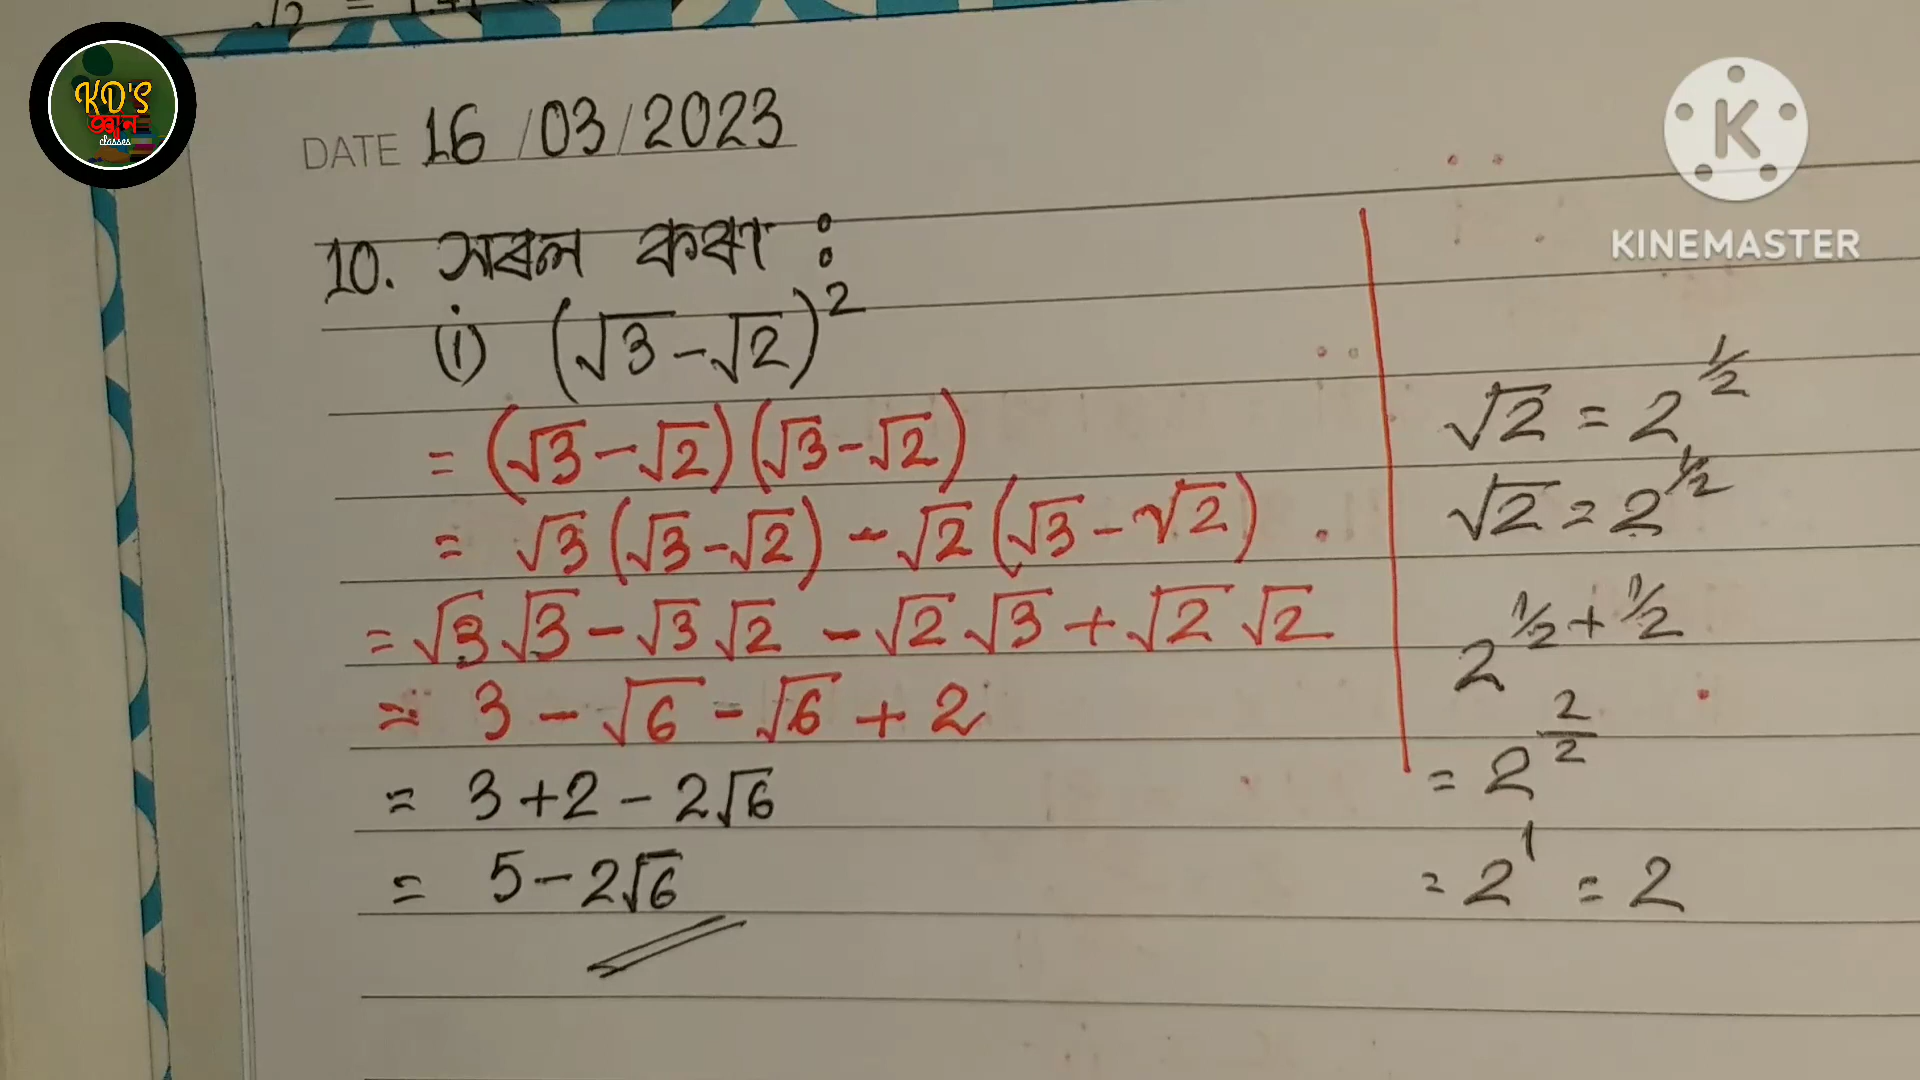 KD'S
জ্ঞান
classes
DATE 16/03/2023
KINEMASTER
10. সৰল কৰা :
(i) (√3-√2)²
= (√3-√2)(√3-√2)
= √3(√3-√2) - √2(√3-√2)
= √3√3 - √3√2 - √2√3 + √2√2
= 3 - √6 - √6 + 2
= 3+2-2√6
= 5-2√6
√2 = 2^½
√2 = 2^½
2^½+½
= 2^2/2
= 2^1 = 2